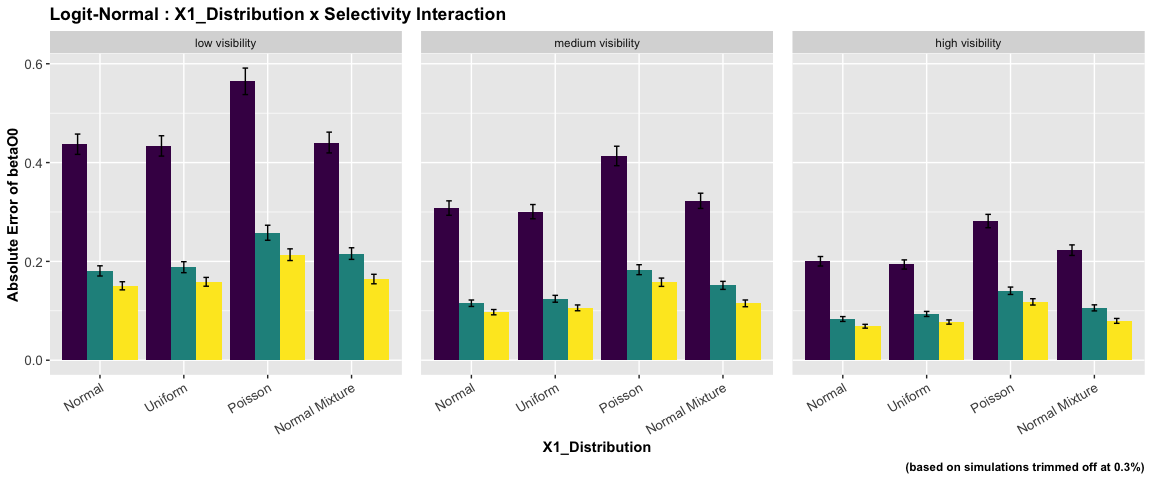 Logit-Normal : X1_Distribution x Selectivity Interaction
low visibility
medium visibility
high visibility
Absolute Error of betaO0
0.6
0.4
0.2
0.0
Normal
Uniform
Poisson
Normal Mixture
Normal
Uniform
Poisson
Normal Mixture
Normal
Uniform
Poisson
Normal Mixture
X1_Distribution
(based on simulations trimmed off at 0.3%)